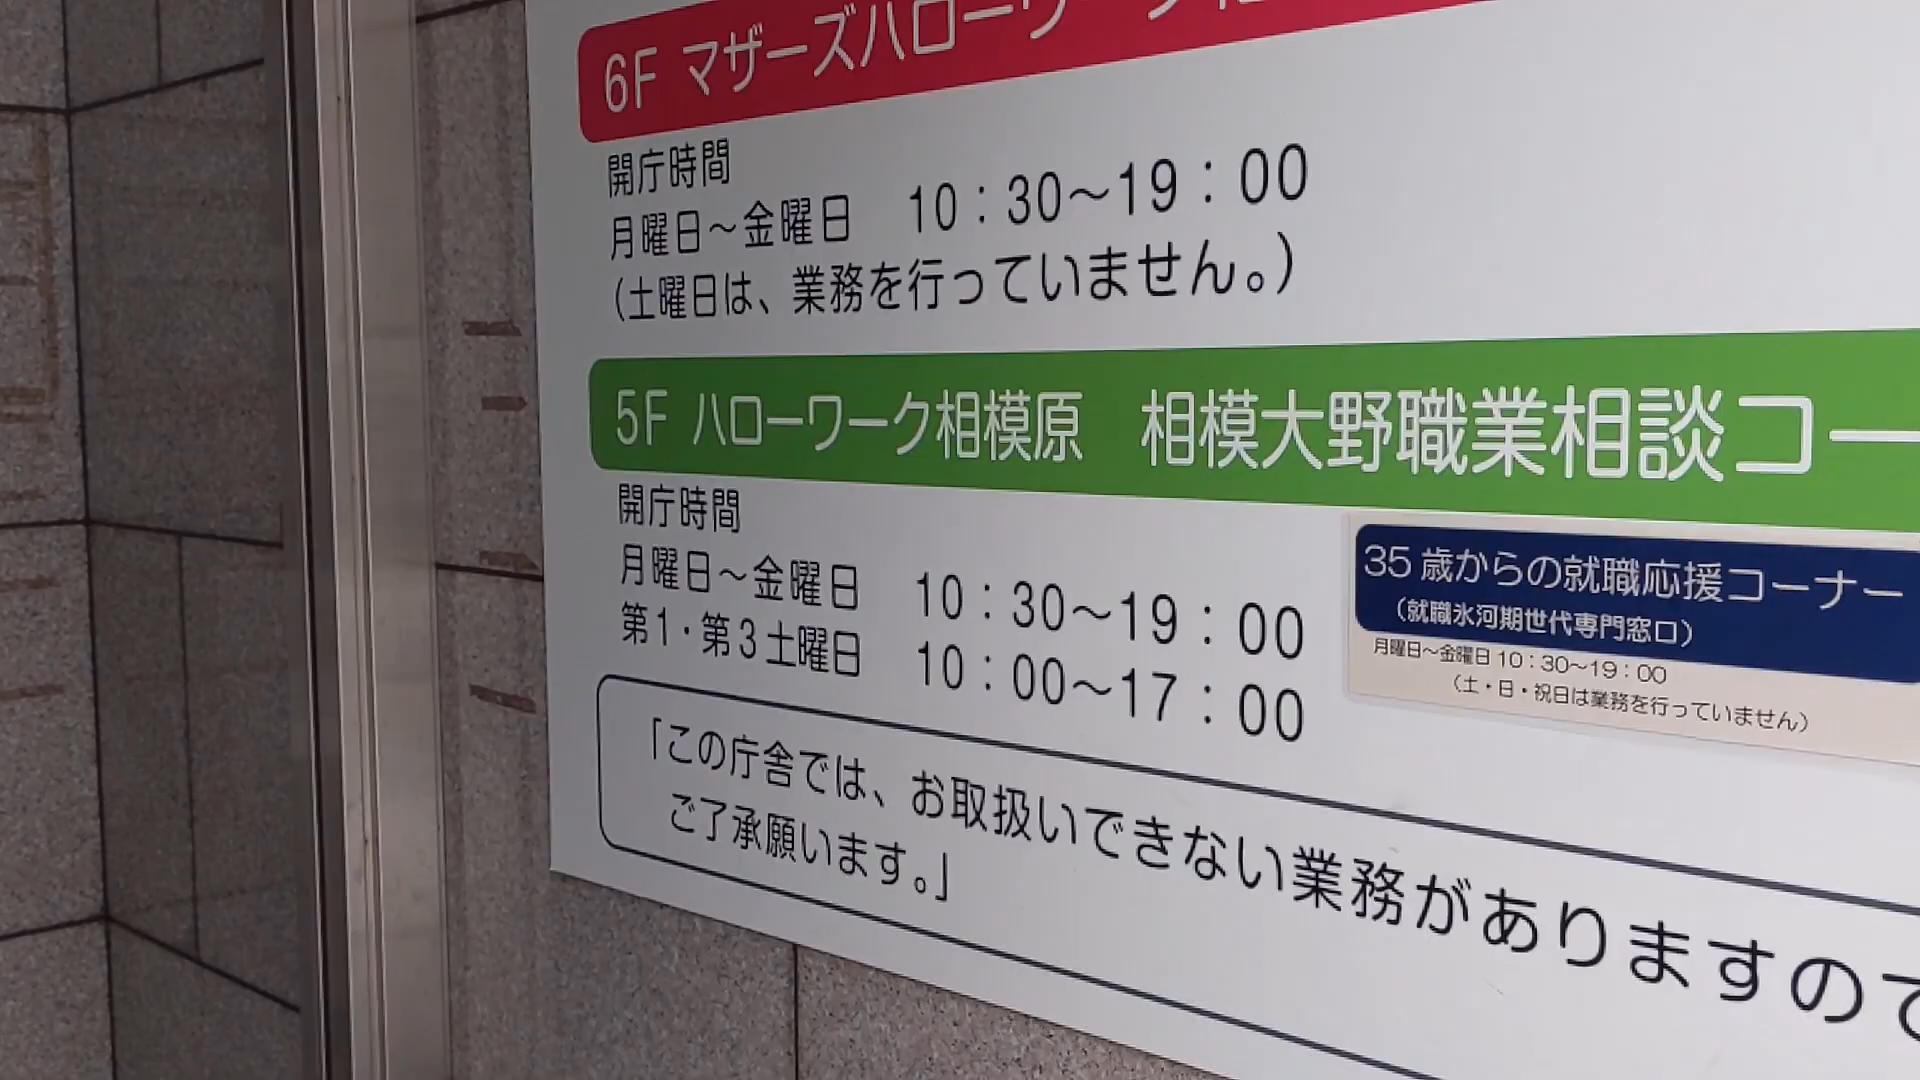 6F マザーズハローワーク
開庁時間
月曜日～金曜日 10：30～19：00
(土曜日は、業務を行っていません。)
5F ハローワーク相模原 相模大野職業相談コー
開庁時間
月曜日～金曜日 10：30～19：00
第1・第3土曜日 10：00～17：00
35歳からの就職応援コーナー
(就職氷河期世代専門窓口)
月曜日～金曜日 10：30～19：00
(土・日・祝日は業務を行っていません)
「この庁舎では、お取扱いできない業務がありますので
ご了承願います。」